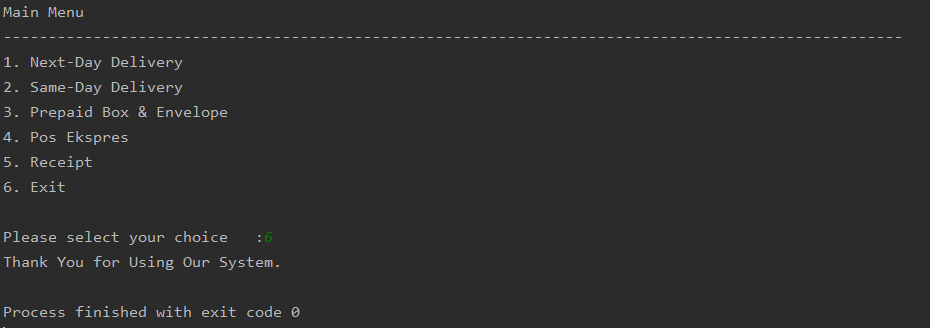 Main Menu
----------------------------------------------------------------------------------------------------
1. Next-Day Delivery
2. Same-Day Delivery
3. Prepaid Box & Envelope
4. Pos Ekspres
5. Receipt
6. Exit
Please select your choice   :6
Thank You for Using Our System.
Process finished with exit code 0